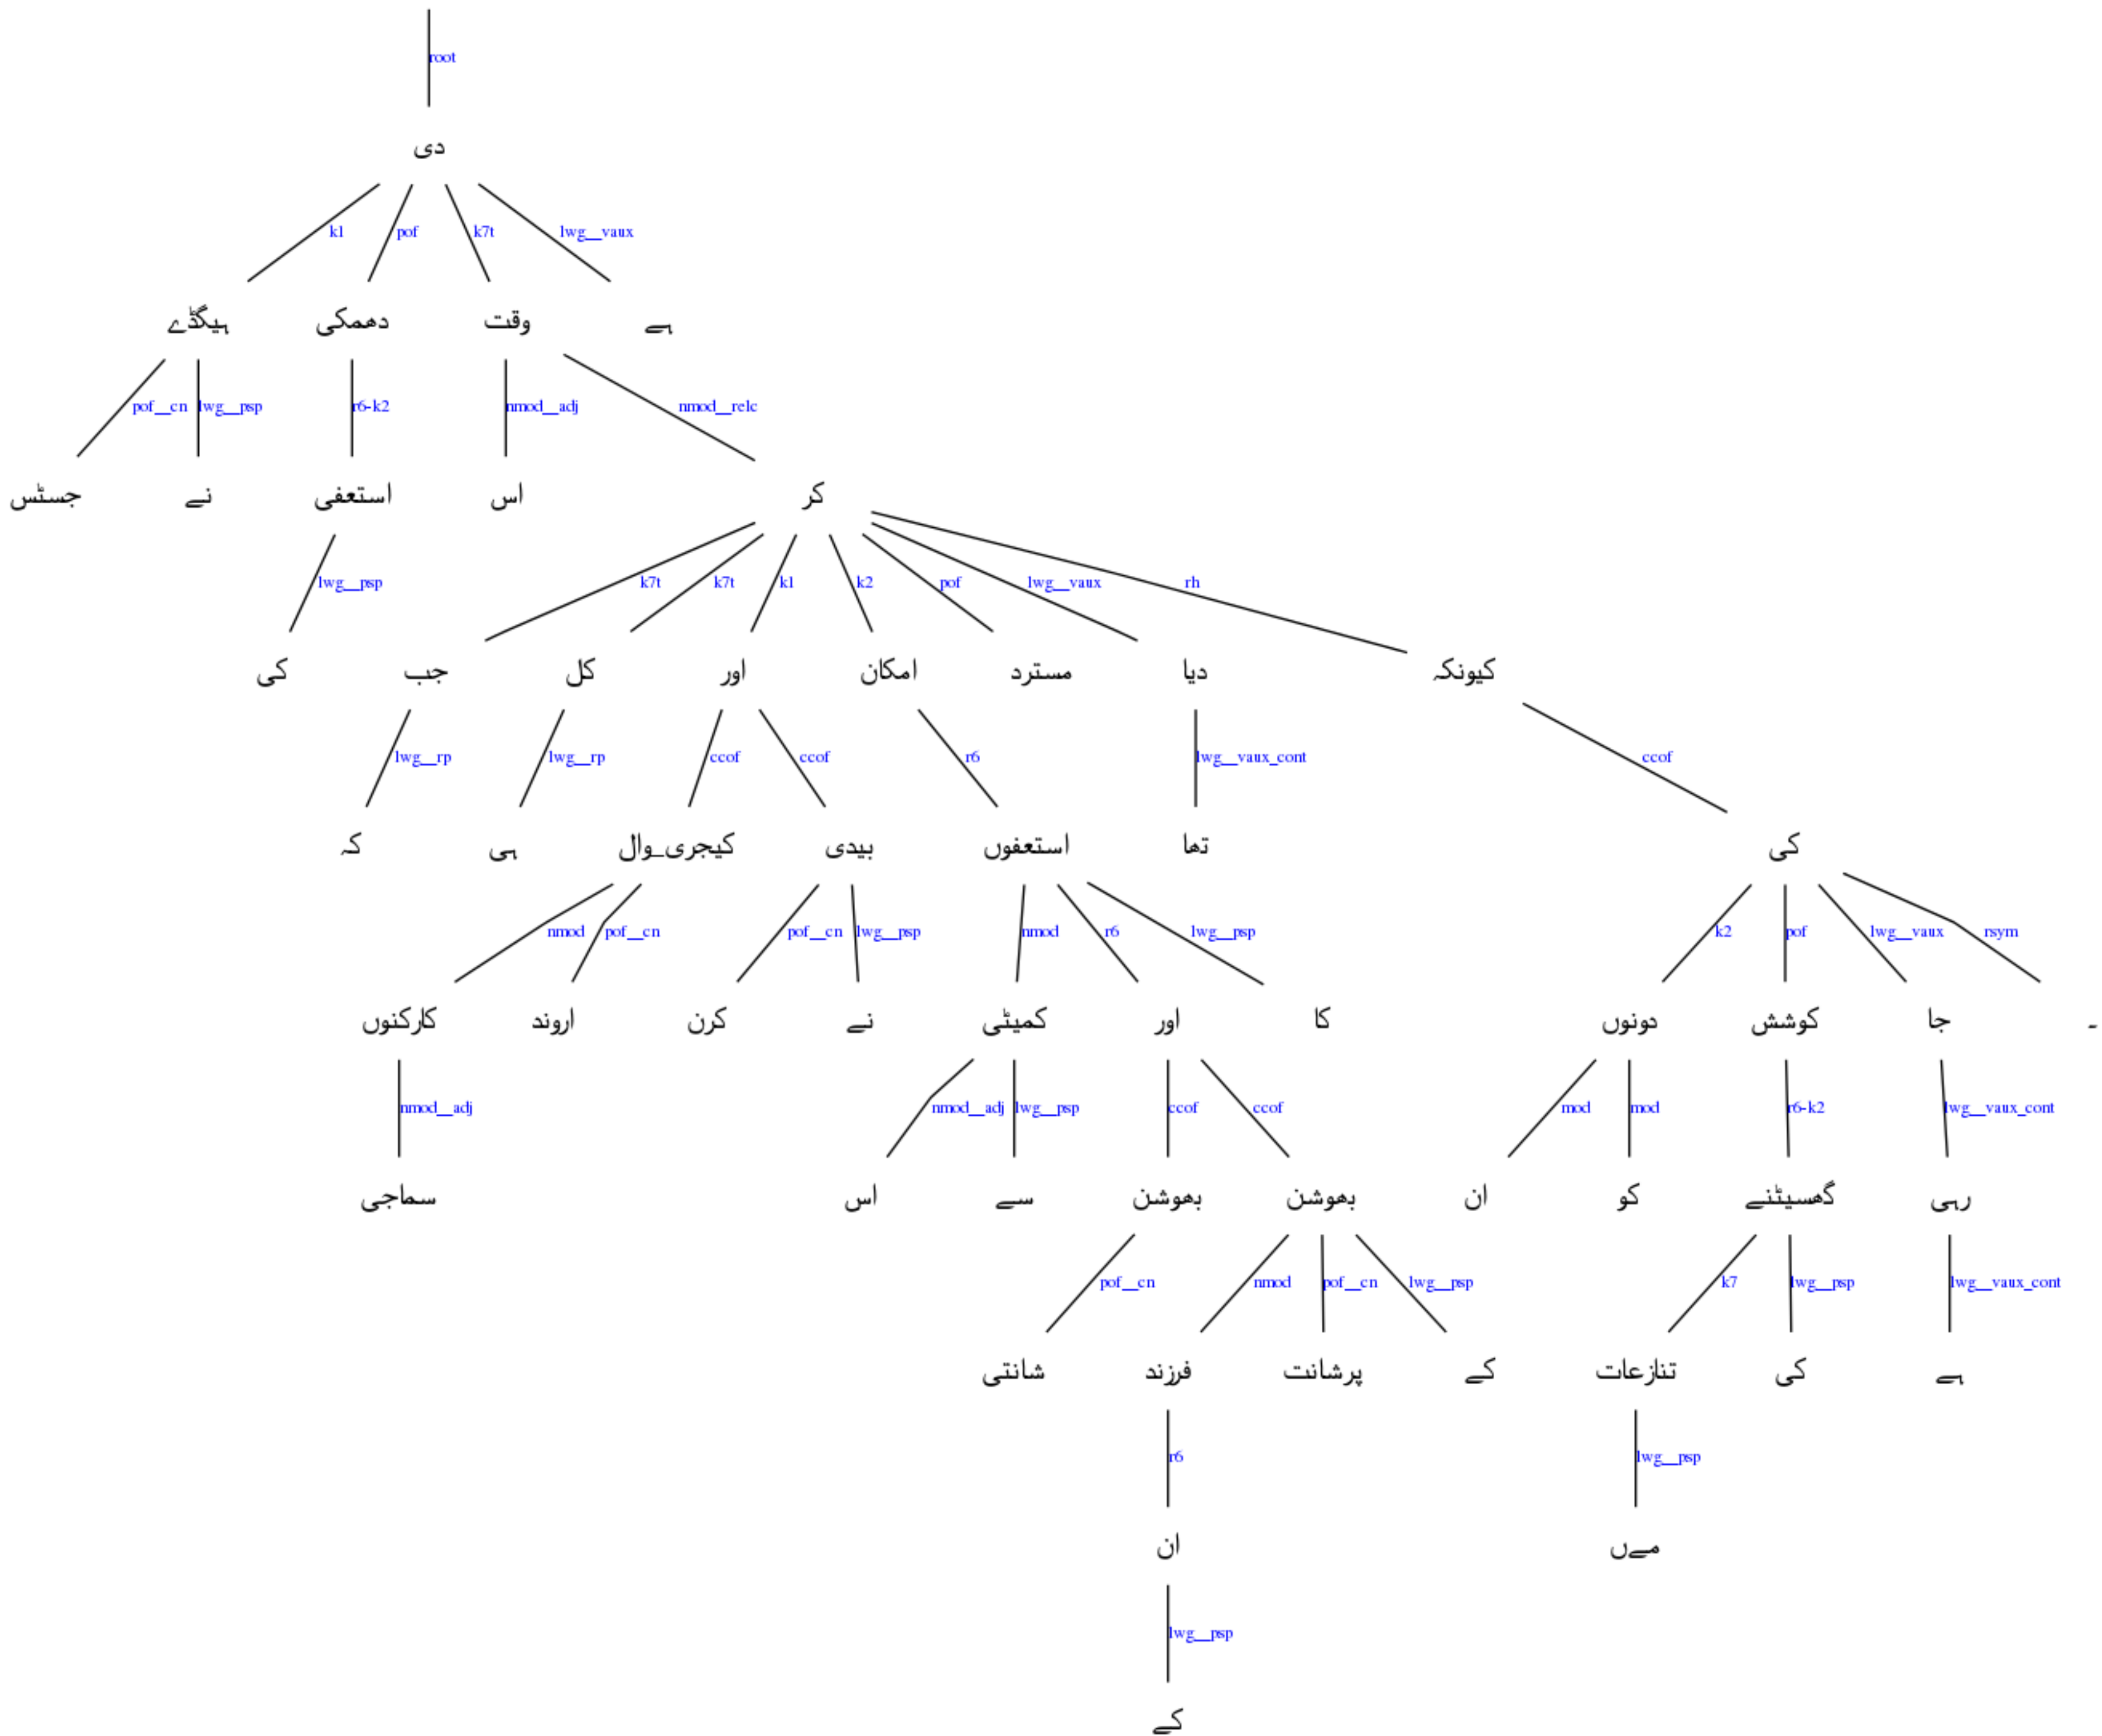 root
دی
k1 pof k7t lwg__vaux
ہیگڈے دھمکی وقت ہے
pof__cn lwg__psp r6-k2 nmod__adj nmod__relc
جسٹس نے استعفی اس کر
lwg__psp k7t k7t k1 k2 pof lwg__vaux rh
کی جب کل اور امکان مسترد دیا کیونکہ
lwg__rp lwg__rp ccof ccof r6 lwg__vaux_cont ccof
کہ ہی کیجری_وال بیدی استعفوں تھا کی
nmod pof__cn pof__cn lwg__psp nmod r6 lwg__psp k2 pof lwg__vaux rsym
کارکنوں اروند کرن نے کمیٹی اور کا دونوں کوشش جا ۔
nmod__adj nmod__adj lwg__psp ccof ccof mod mod r6-k2 lwg__vaux_cont
سماجی اس سے بھوشن بھوشن ان کو گھسیٹنے رہی
pof__cn nmod pof__cn lwg__psp k7 lwg__psp lwg__vaux_cont
شانتی فرزند پرشانت کے تنازعات کی ہے
r6 lwg__psp
ان مےں
lwg__psp
کے